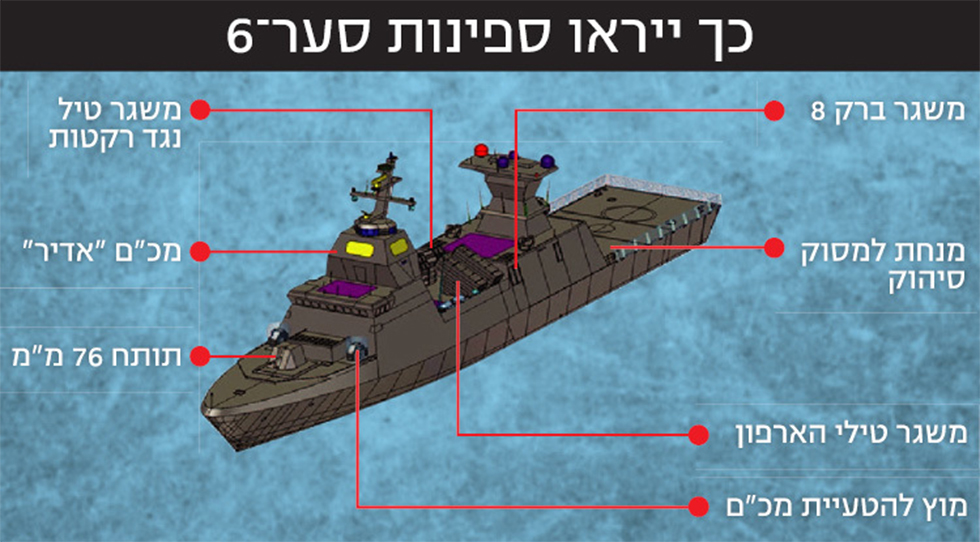 כך ייראו ספינות סער־6
משגר ברק 8
משגר טיל
נגד רקטות
מנחת למסוק
סיהוק
מכ"ם "אדיר"
תותח 76 מ"מ
משגר טילי הארפון
מוץ להטעיית מכ"ם